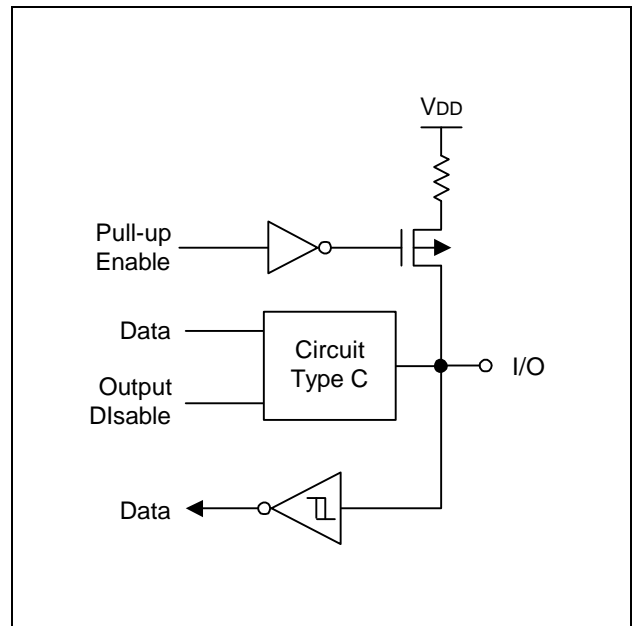 VDD
Pull-up
Enable
Data
Circuit
Type C
I/O
Output
DIsable
Data